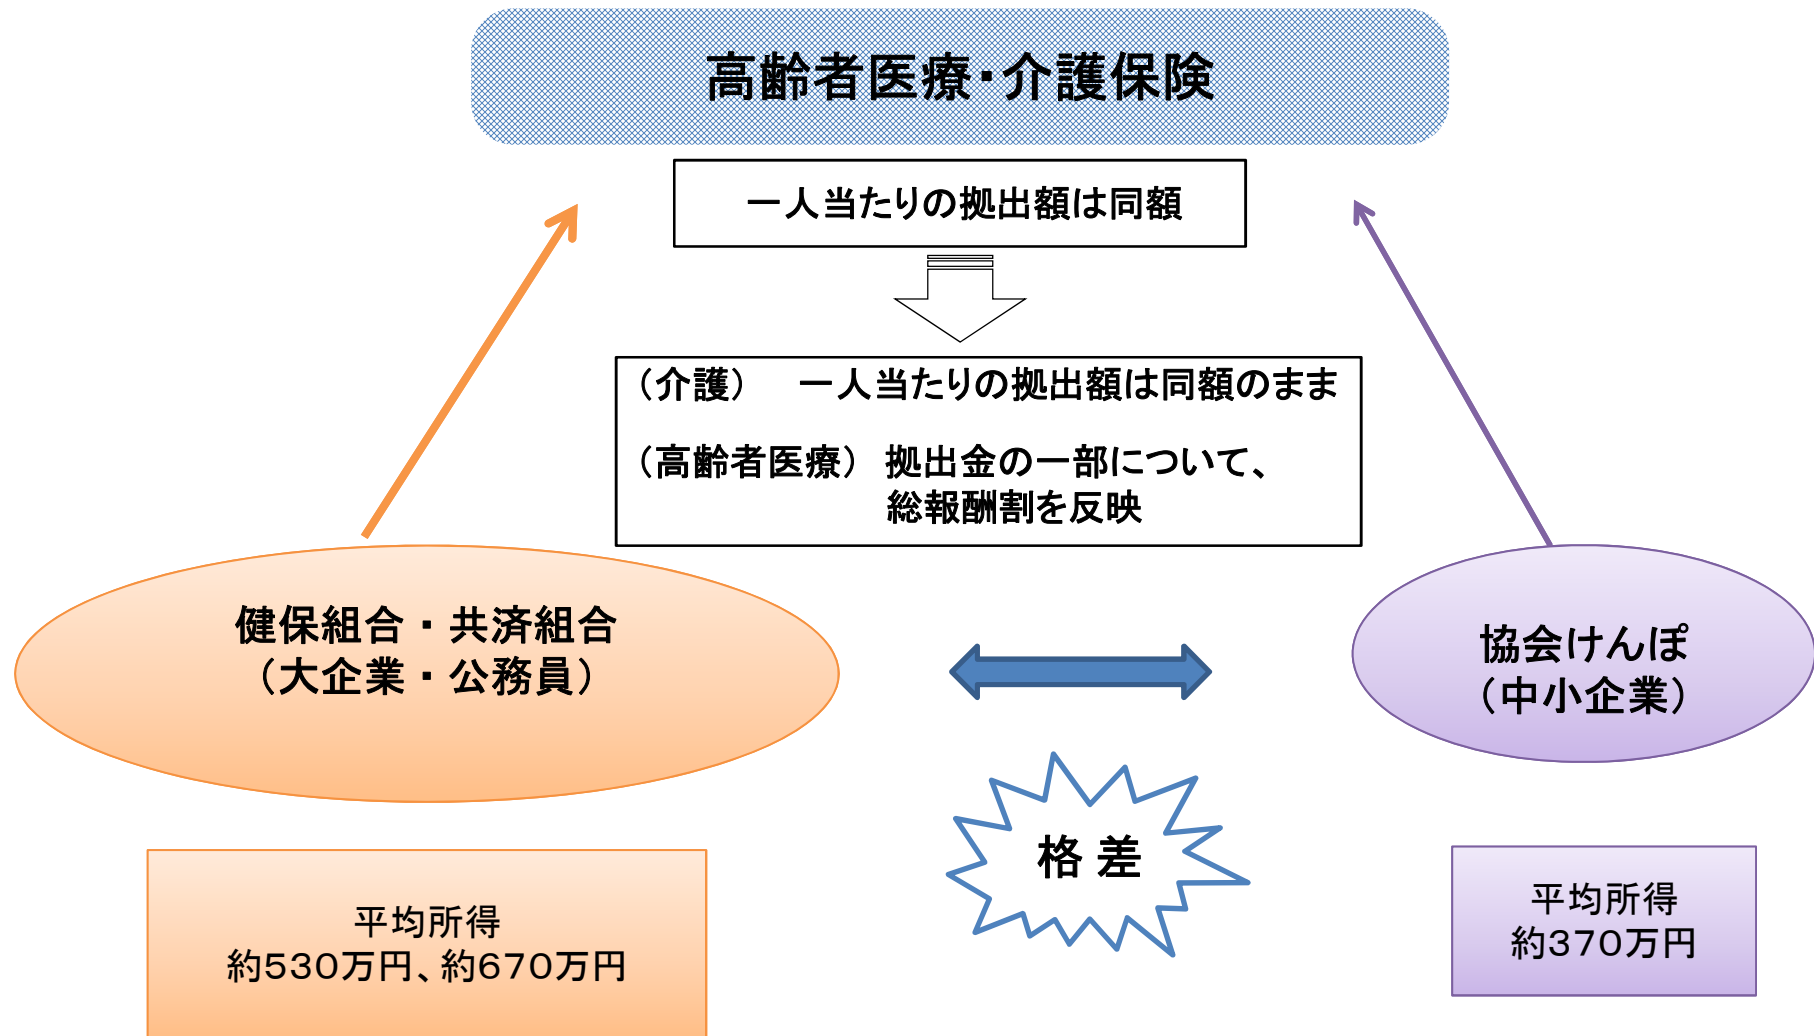 高齢者医療・介護保険
一人当たりの拠出額は同額
（介護）　一人当たりの拠出額は同額のまま
（高齢者医療） 拠出金の一部について、
総報酬割を反映
健保組合・共済組合
（大企業・公務員）
協会けんぽ
（中小企業）
格 差
平均所得
約530万円、約670万円
平均所得
約370万円